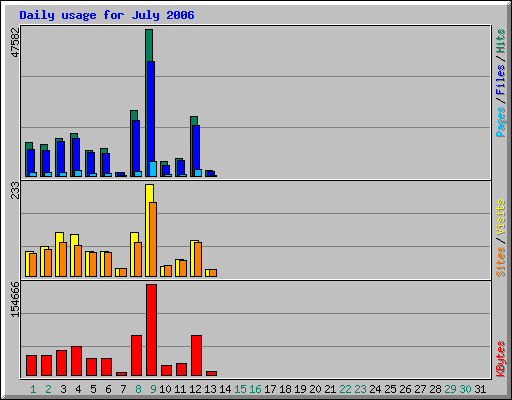 Daily usage for July 2006
47582
Pages / Files / Hits
233
Sites / Visits
154666
KBytes
1 2 3 4 5 6 7 8 9 10 11 12 13 14 15 16 17 18 19 20 21 22 23 24 25 26 27 28 29 30 31